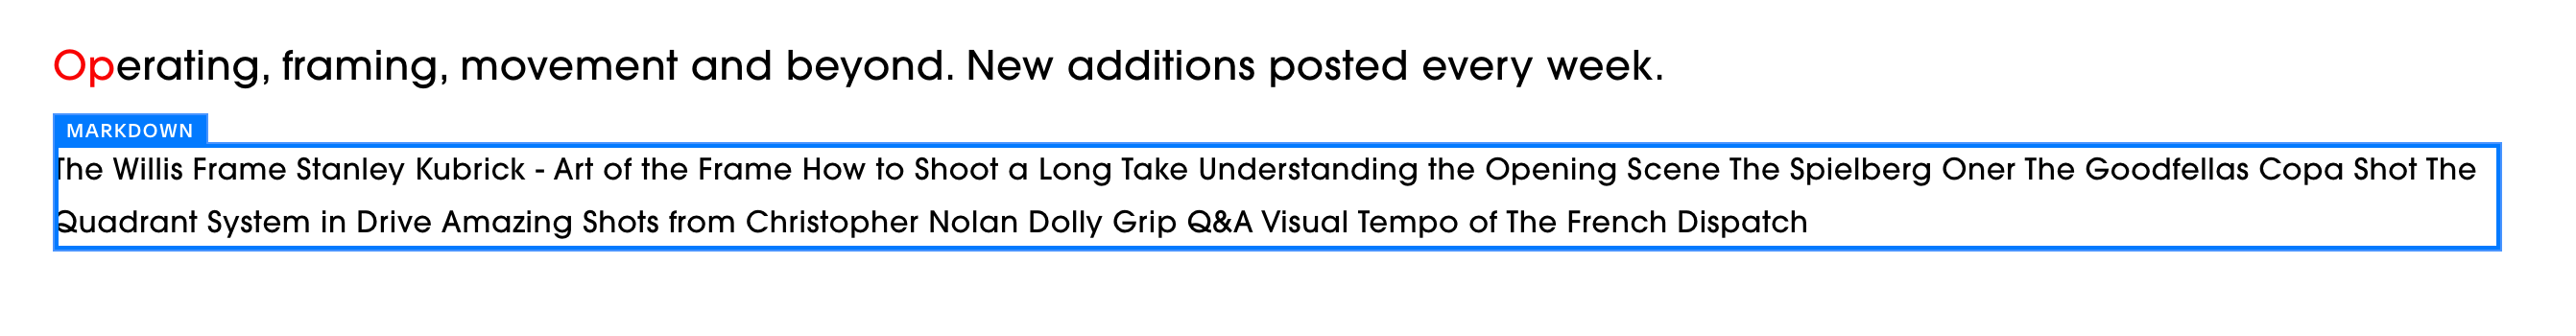 Operating, framing, movement and beyond. New additions posted every week.
MARKDOWN
The Willis Frame Stanley Kubrick - Art of the Frame How to Shoot a Long Take Understanding the Opening Scene The Spielberg Oner The Goodfellas Copa Shot The
Quadrant System in Drive Amazing Shots from Christopher Nolan Dolly Grip Q&A Visual Tempo of The French Dispatch